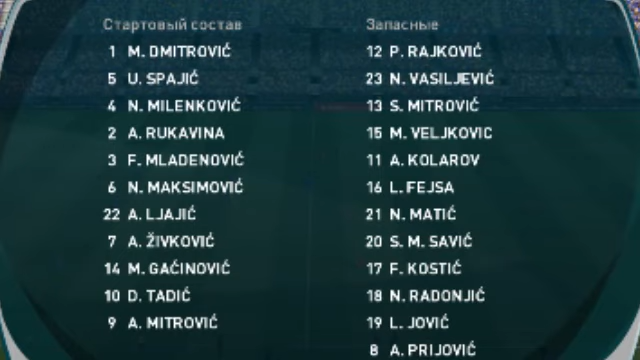 Стартовый состав
1 M. DMITROVIĆ
5 U. SPAJIĆ
4 N. MILENKOVIĆ
2 A. RUKAVINA
3 F. MLADENOVIĆ
6 N. MAKSIMOVIĆ
22 A. LJAJIĆ
7 A. ŽIVKOVIĆ
14 M. GAĆINOVIĆ
10 D. TADIĆ
9 A. MITROVIĆ
Запасные
12 P. RAJKOVIĆ
23 N. VASILJEVIĆ
13 S. MITROVIĆ
15 M. VELJKOVIC
11 A. KOLAROV
16 L. FEJSA
21 N. MATIĆ
20 S. M. SAVIĆ
17 F. KOSTIĆ
18 N. RADONJIĆ
19 L. JOVIĆ
8 A. PRIJOVIĆ